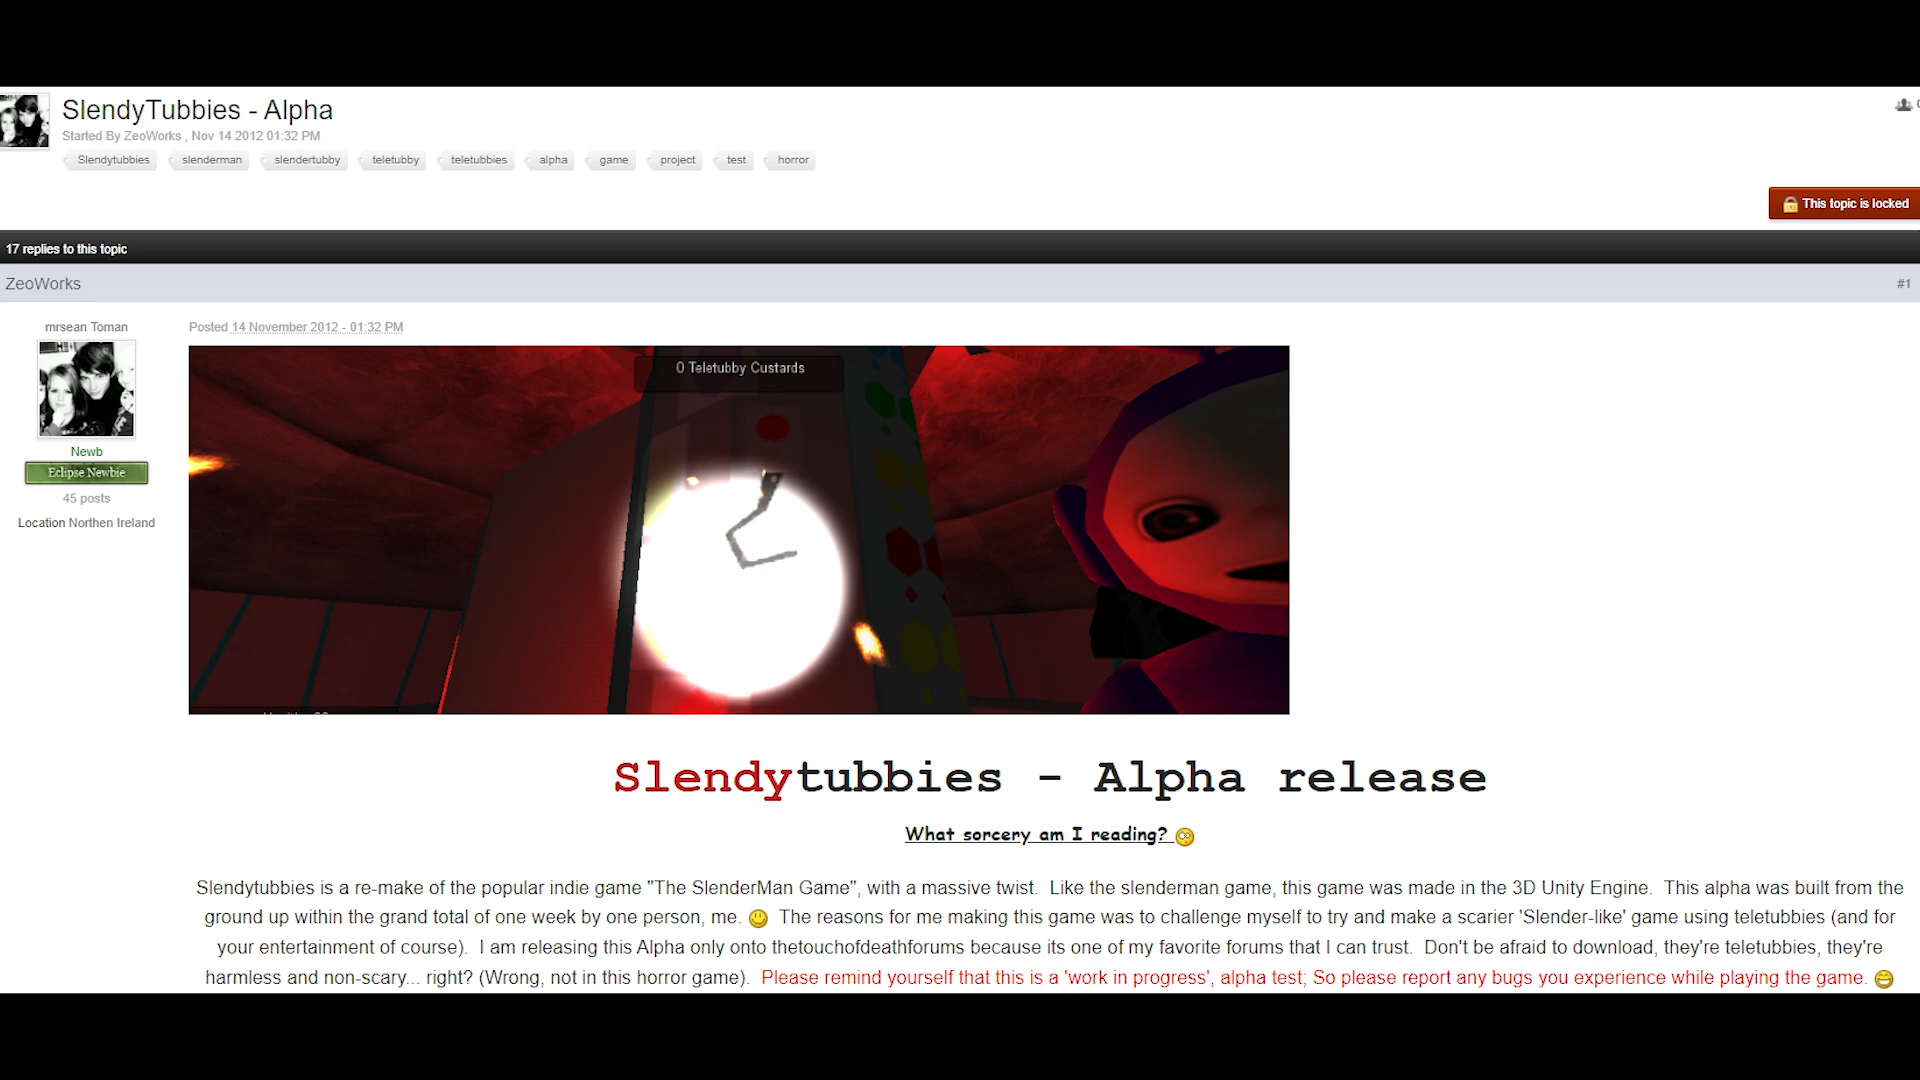 SlendyTubbies - Alpha
Started By ZeoWorks , Nov 14 2012 01:32 PM
Slendytubbies slenderman slendertubby teletubby teletubbies alpha game project test horror
This topic is locked
17 replies to this topic
ZeoWorks
#1
mrsean Toman
Newb
Eclipse Newbie
45 posts
Location Northen Ireland
Posted 14 November 2012 - 01:32 PM
0 Teletubby Custards
Slendytubbies - Alpha release
What sorcery am I reading?
Slendytubbies is a re-make of the popular indie game "The SlenderMan Game", with a massive twist. Like the slenderman game, this game was made in the 3D Unity Engine. This alpha was built from the
ground up within the grand total of one week by one person, me. The reasons for me making this game was to challenge myself to try and make a scarier 'Slender-like' game using teletubbies (and for
your entertainment of course). I am releasing this Alpha only onto thetouchofdeathforums because its one of my favorite forums that I can trust. Don't be afraid to download, they're teletubbies, they're
harmless and non-scary... right? (Wrong, not in this horror game). Please remind yourself that this is a 'work in progress', alpha test; So please report any bugs you experience while playing the game.